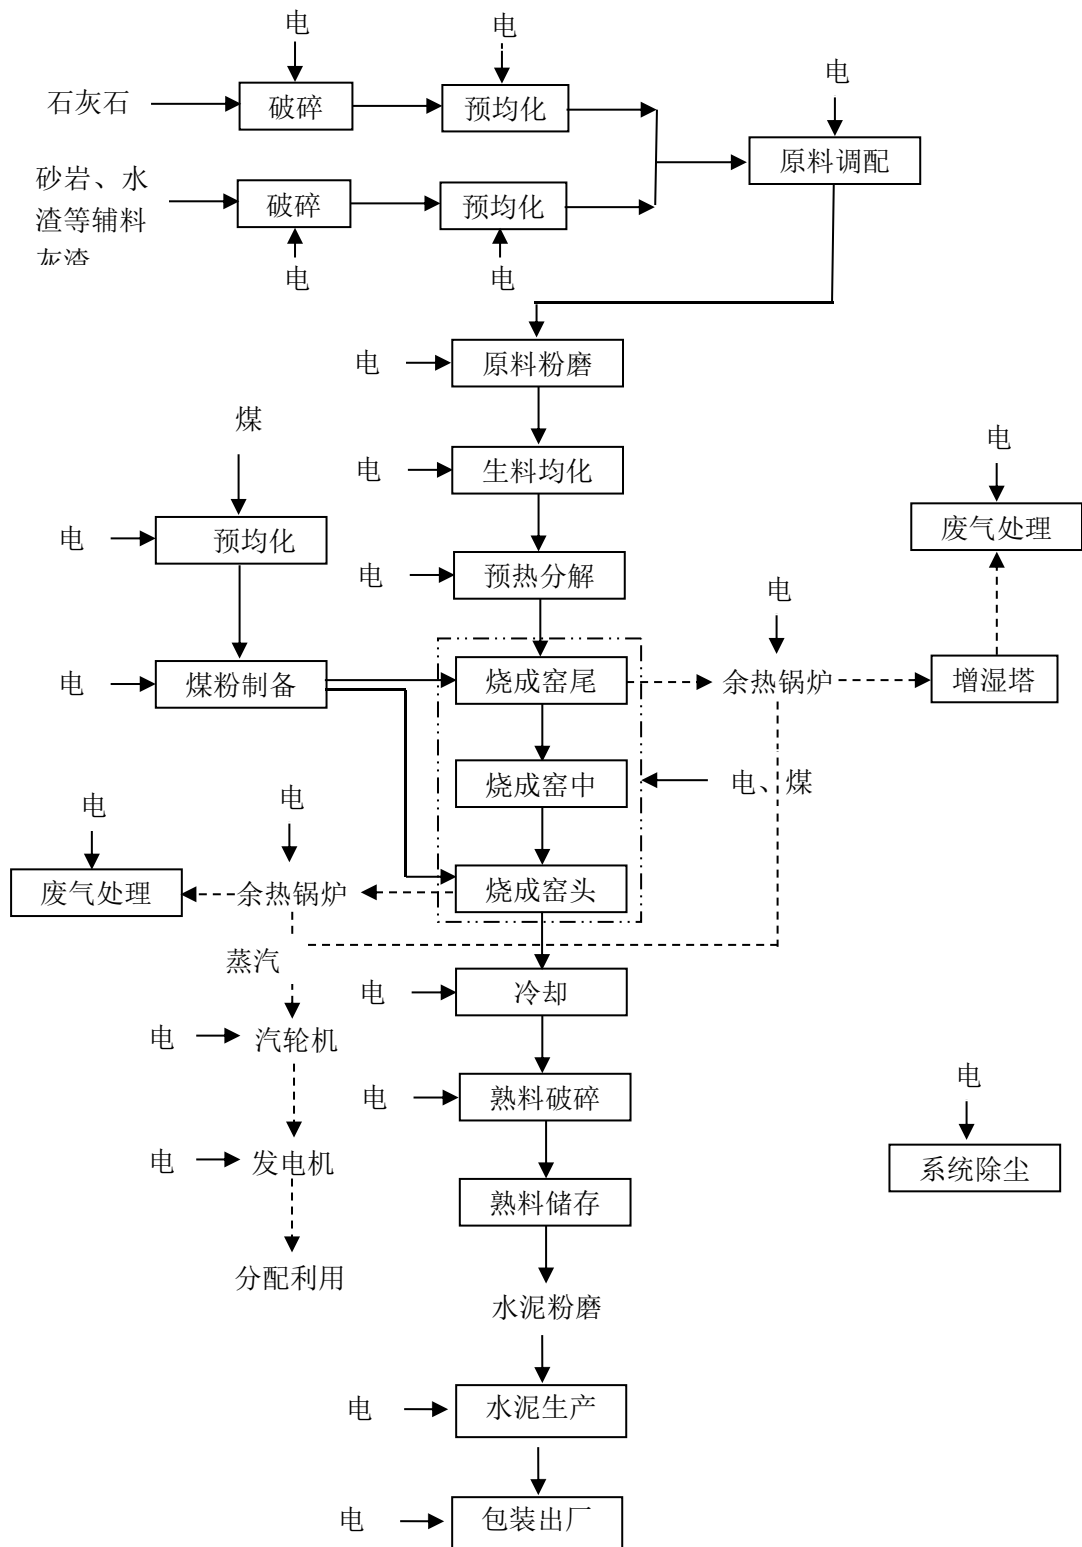 电
电
电
石灰石
破碎
预均化
原料调配
砂岩、水
渣等辅料
灰渣
破碎
预均化
电
电
电
原料粉磨
煤
电
生料均化
电
废气处理
电
预均化
电
预热分解
电
电
煤粉制备
烧成窑尾
余热锅炉
增湿塔
烧成窑中
电、煤
电
电
废气处理
余热锅炉
烧成窑头
蒸汽
电
冷却
电
汽轮机
电
电
熟料破碎
电
发电机
系统除尘
熟料储存
分配利用
水泥粉磨
电
水泥生产
电
包装出厂